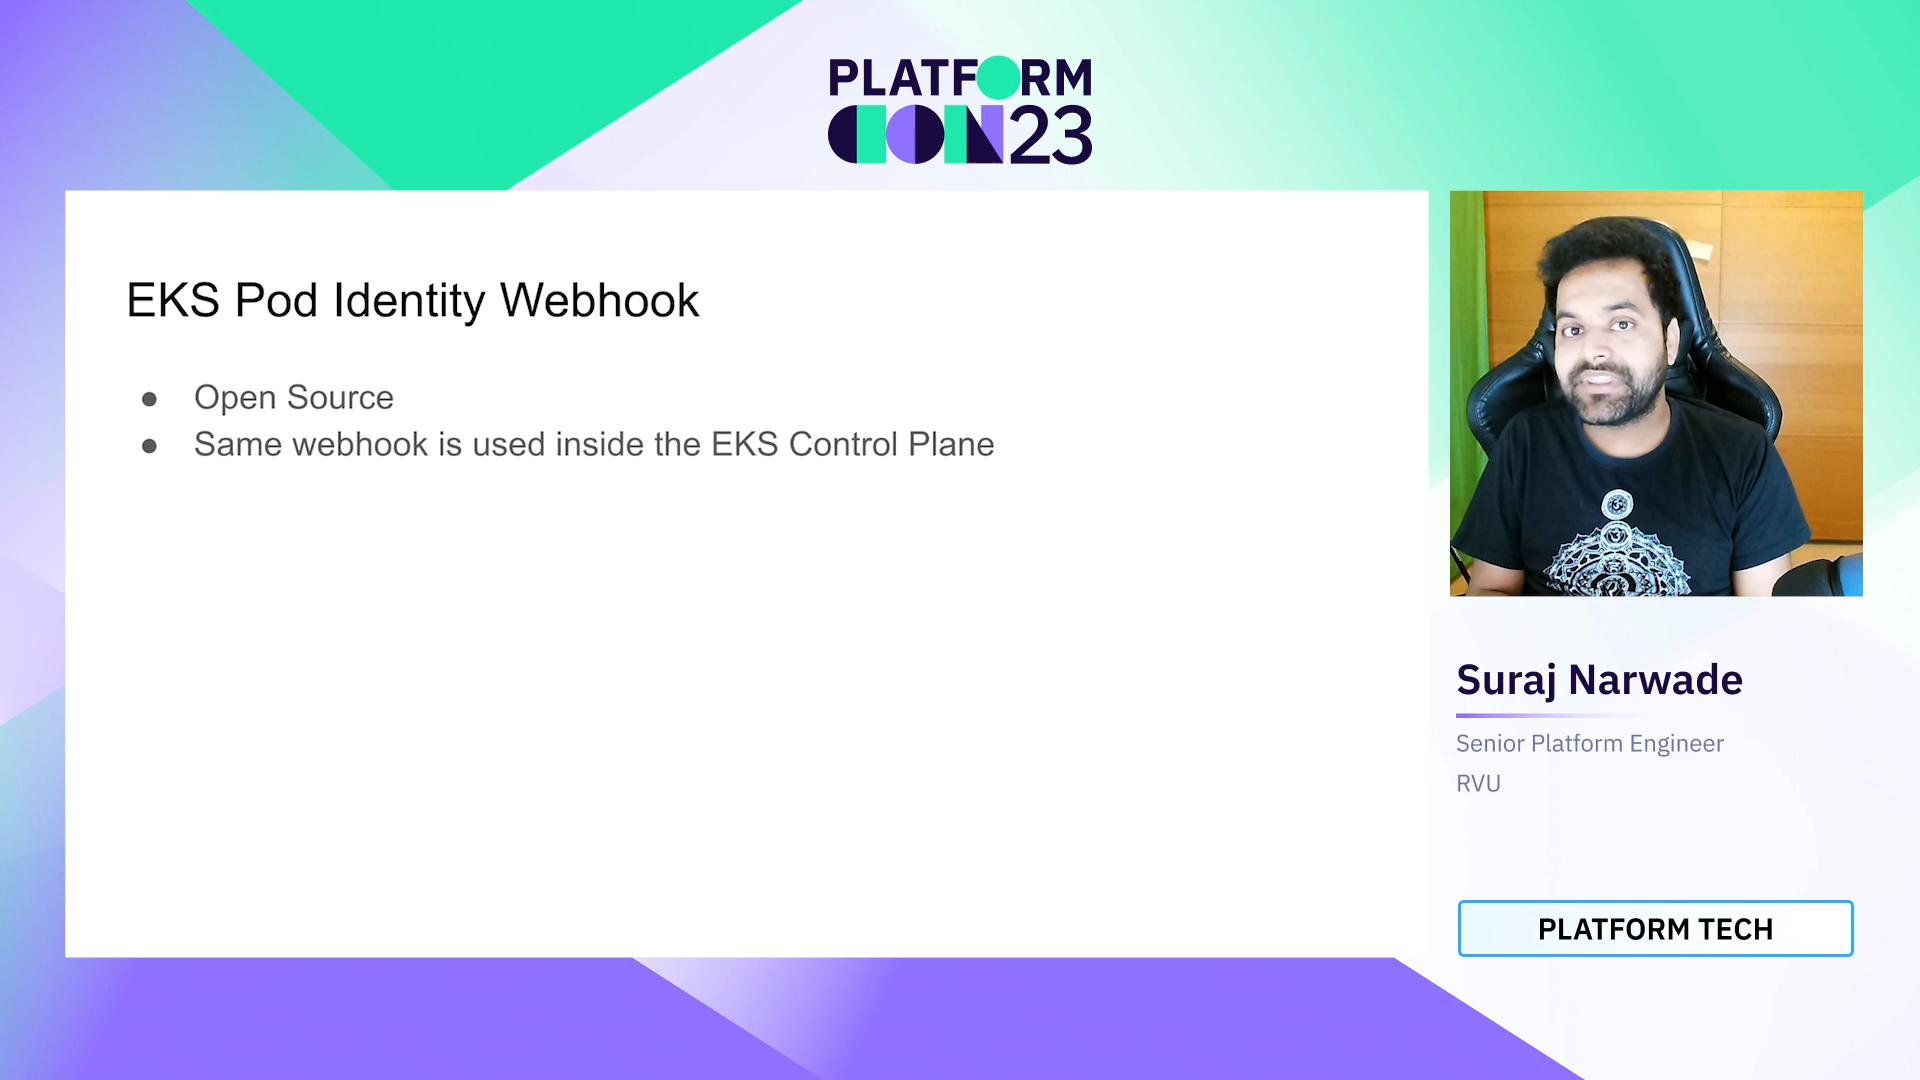 PLATFORM
CON23
EKS Pod Identity Webhook
● Open Source
● Same webhook is used inside the EKS Control Plane
Suraj Narwade
Senior Platform Engineer
RVU
PLATFORM TECH